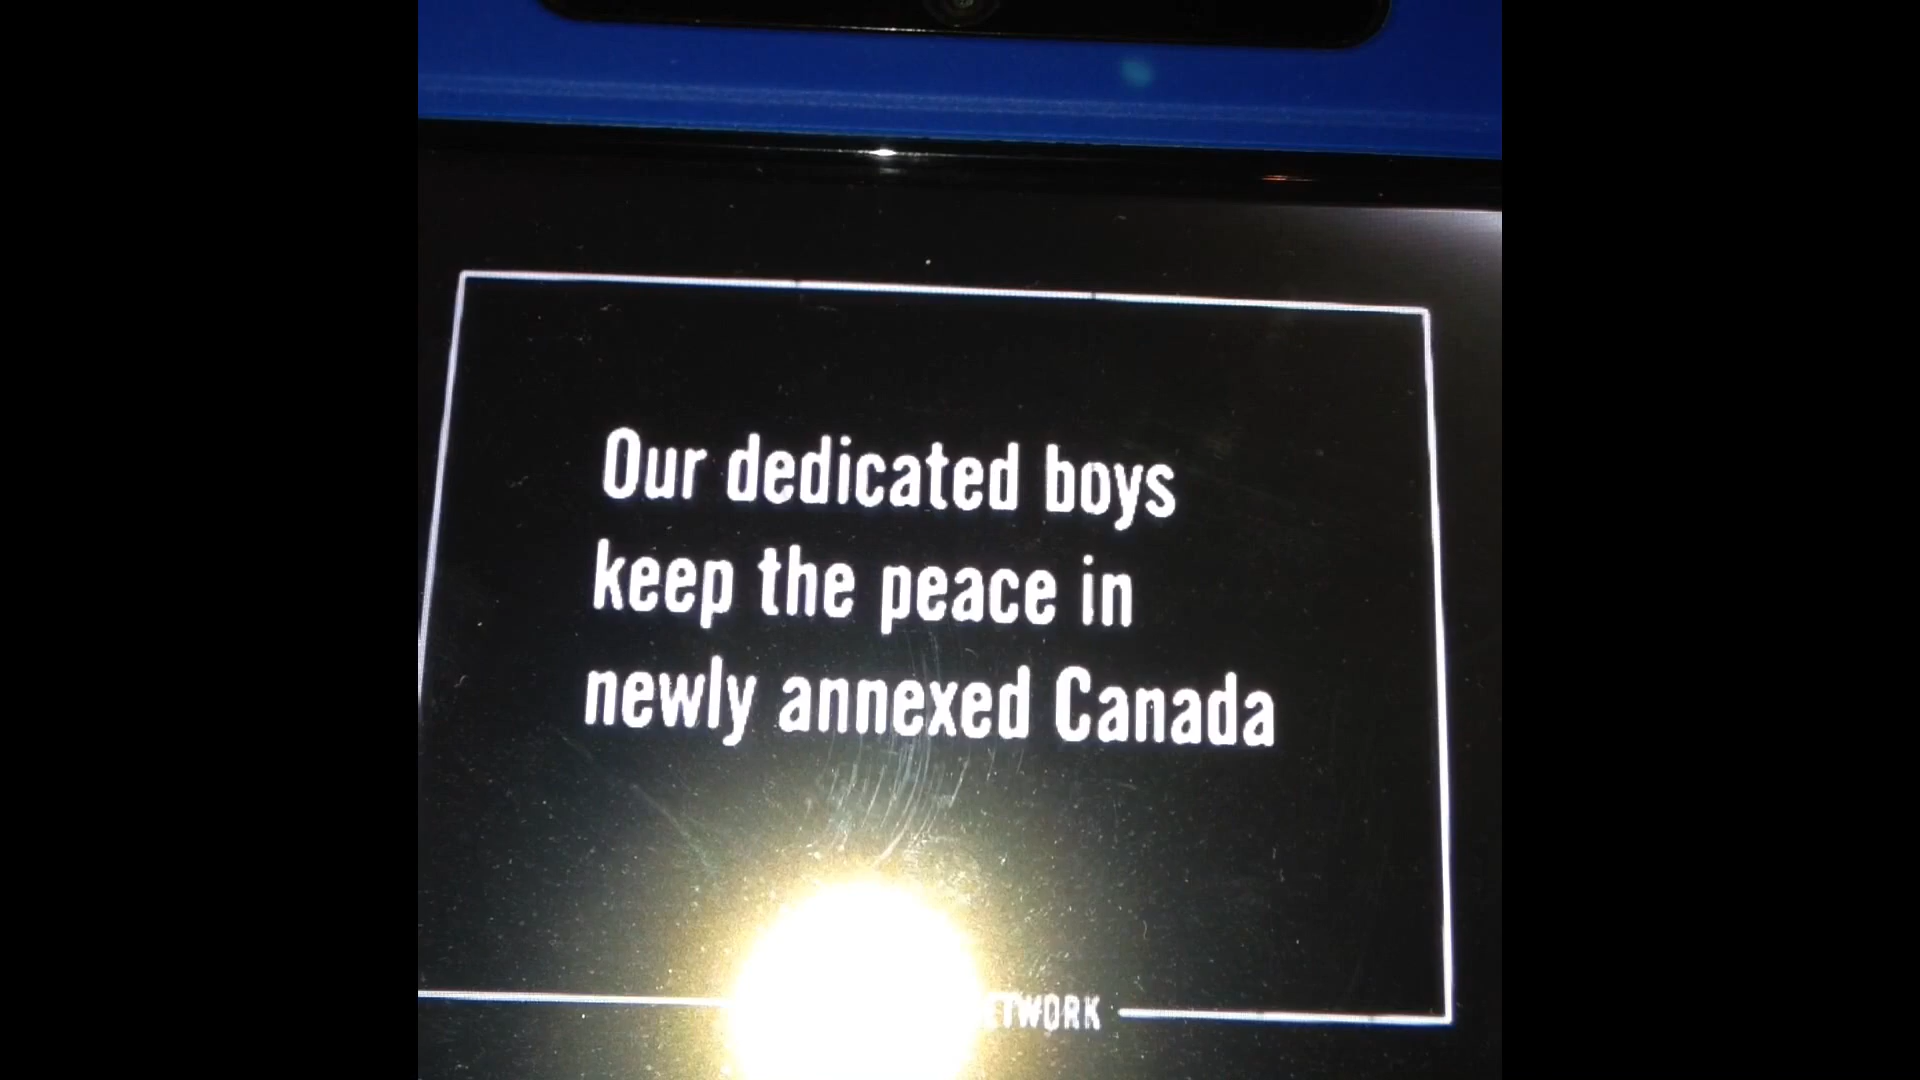 Our dedicated boys
keep the peace in
newly annexed Canada